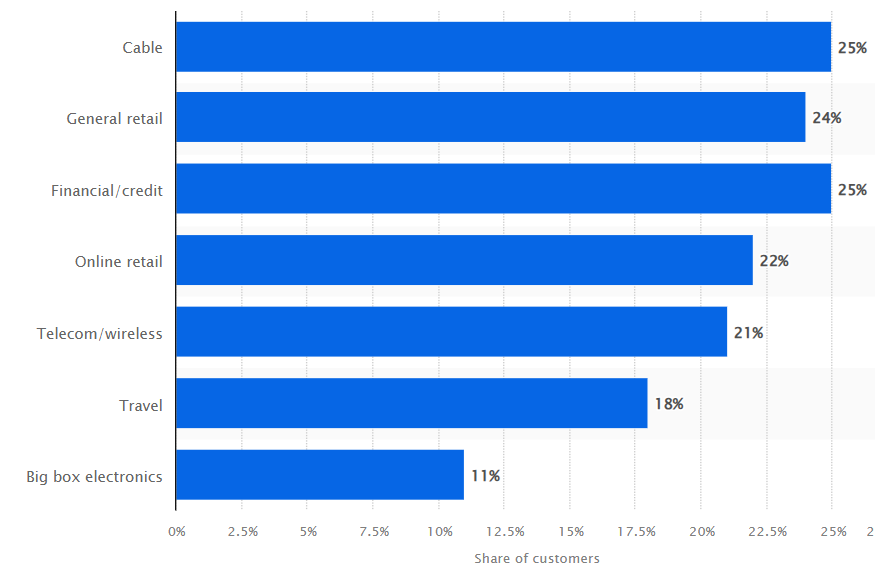 Cable 25%
General retail 24%
Financial/credit 25%
Online retail 22%
Telecom/wireless 21%
Travel 18%
Big box electronics 11%
0% 2.5% 5% 7.5% 10% 12.5% 15% 17.5% 20% 22.5% 25% 2
Share of customers